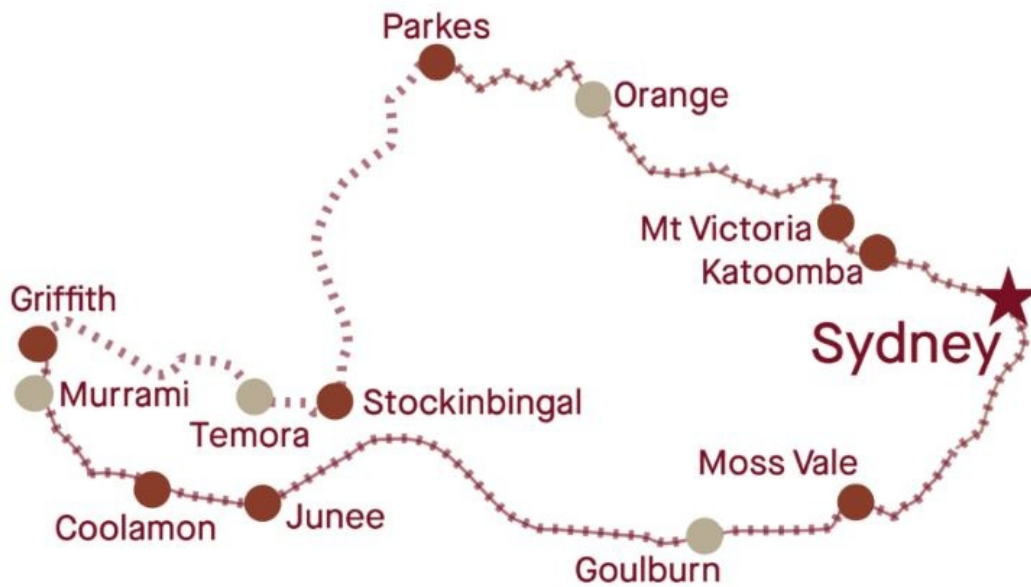 Parkes
Orange
Mt Victoria
Katoomba
Griffith
Sydney
Murrami
Stockinbingal
Temora
Moss Vale
Coolamon
Junee
Goulburn